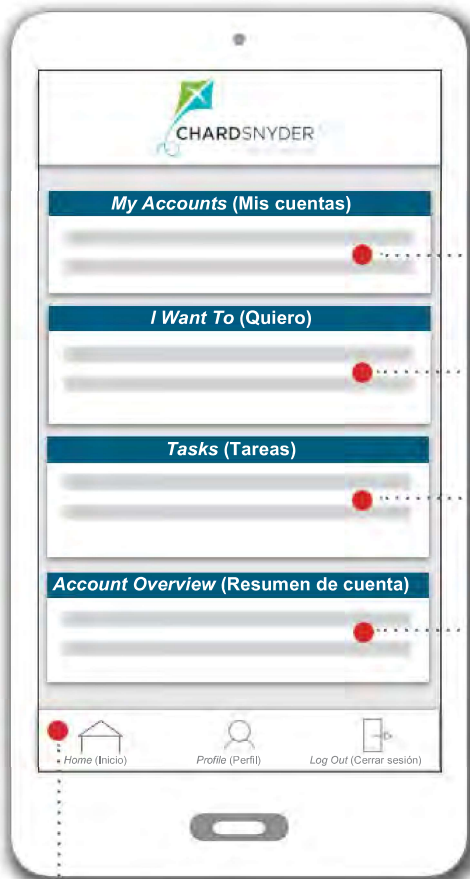 CHARDSNYDER
My Accounts (Mis cuentas)
I Want To (Quiero)
Tasks (Tareas)
Account Overview (Resumen de cuenta)
Home (Inicio)
Profile (Perfil)
Log Out (Cerrar sesión)